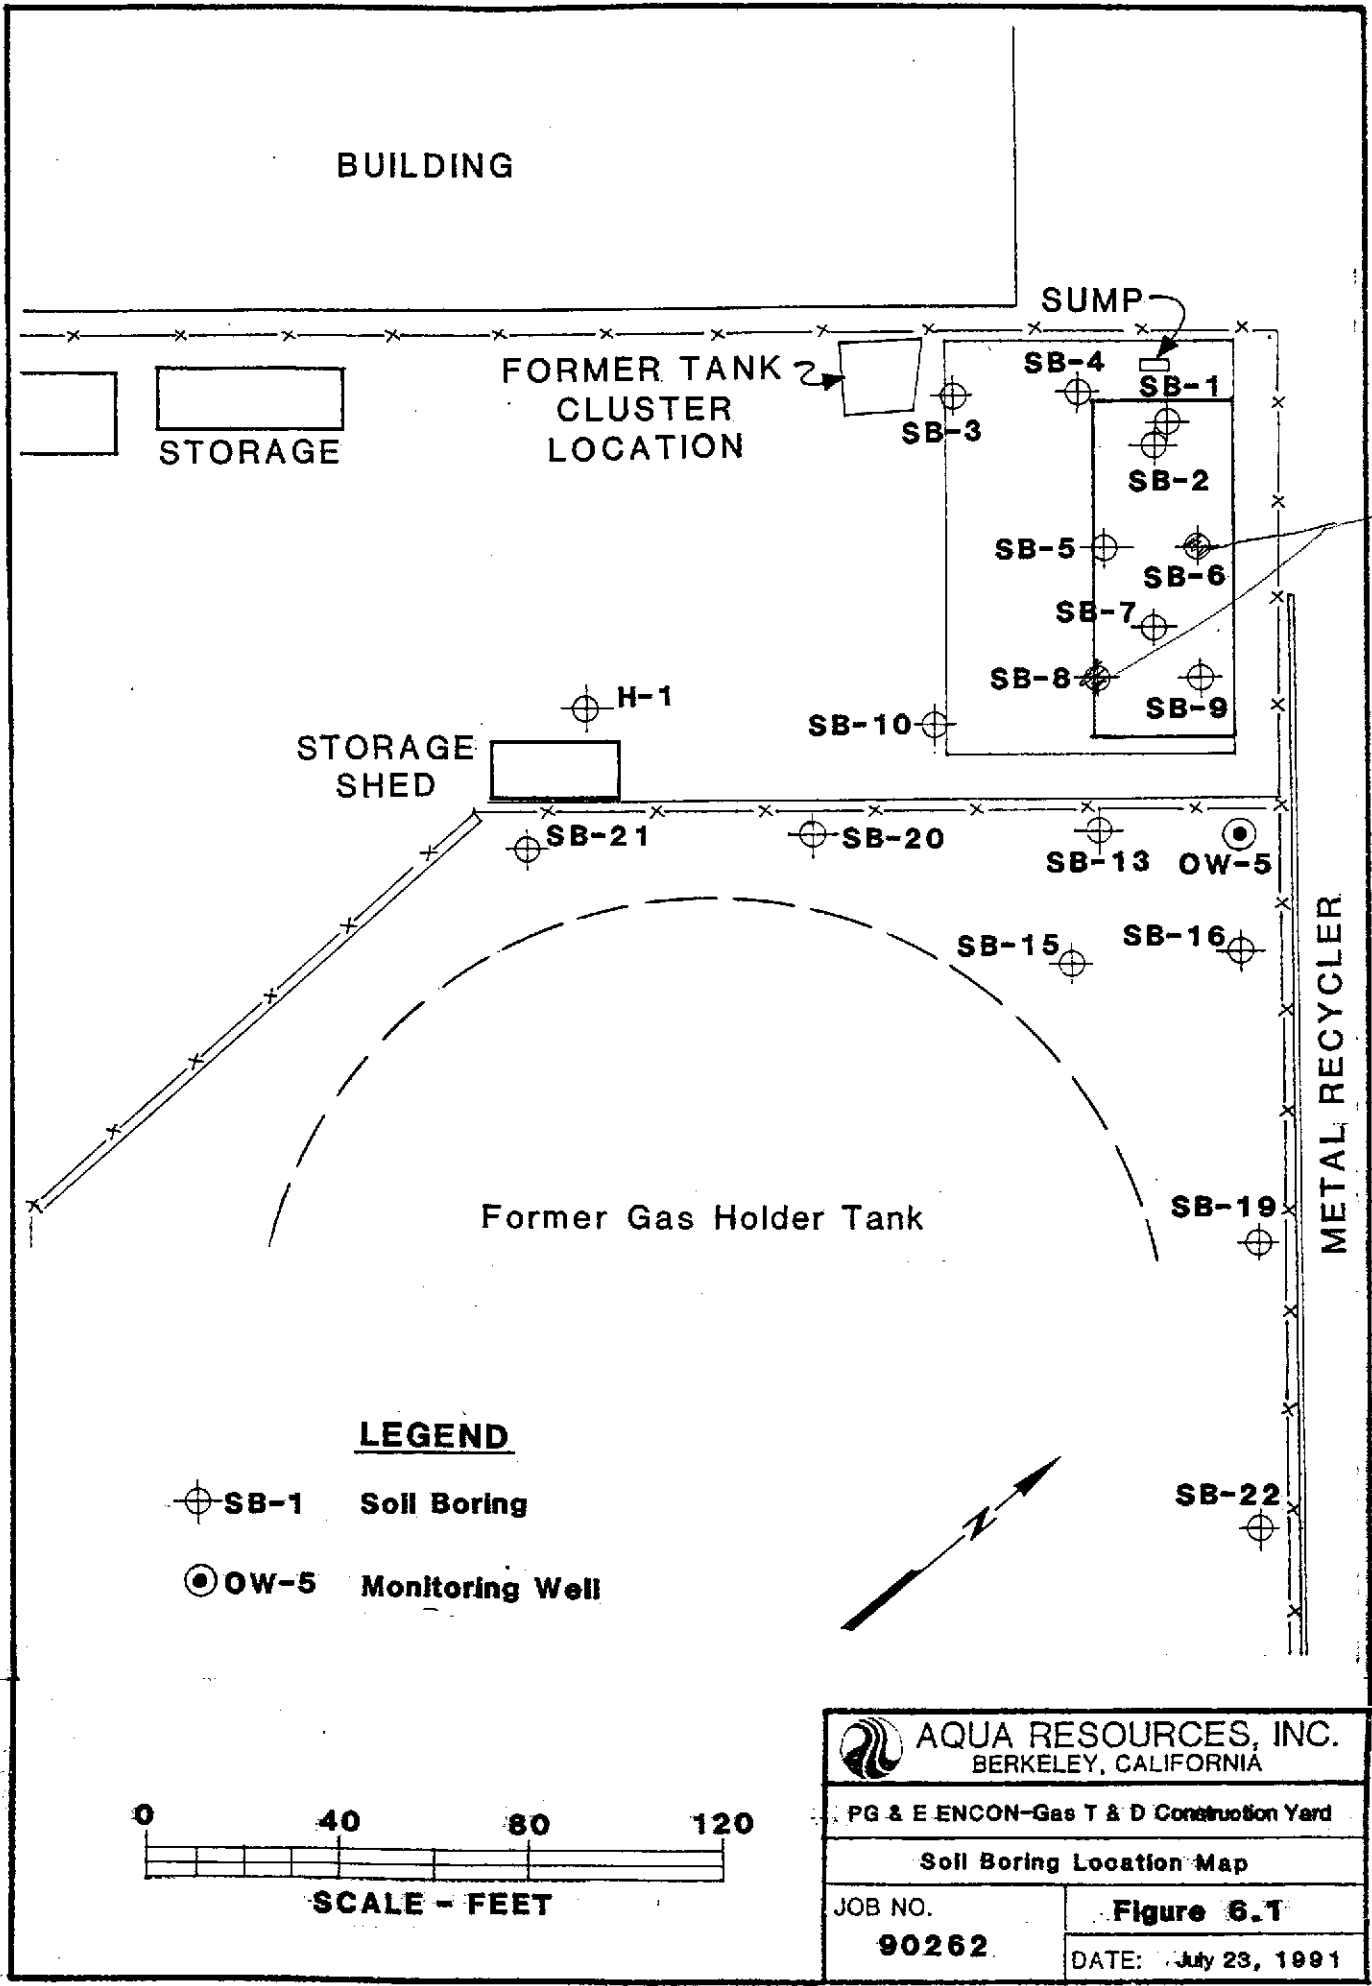 BUILDING
SUMP
FORMER TANK
CLUSTER
LOCATION
SB-4
SB-1
SB-3
STORAGE
SB-2
SB-5
SB-6
SB-7
SB-8
SB-9
H-1
SB-10
STORAGE
SHED
SB-21
SB-20
SB-13
OW-5
SB-15
SB-16
METAL RECYCLER
SB-19
Former Gas Holder Tank
LEGEND
SB-1 Soil Boring
OW-5 Monitoring Well
N
SB-22
0 40 80 120
SCALE - FEET
AQUA RESOURCES, INC.
BERKELEY, CALIFORNIA
PG & E ENCON-Gas T & D Construction Yard
Soil Boring Location Map
JOB NO.
90262
Figure 6.1
DATE: July 23, 1991